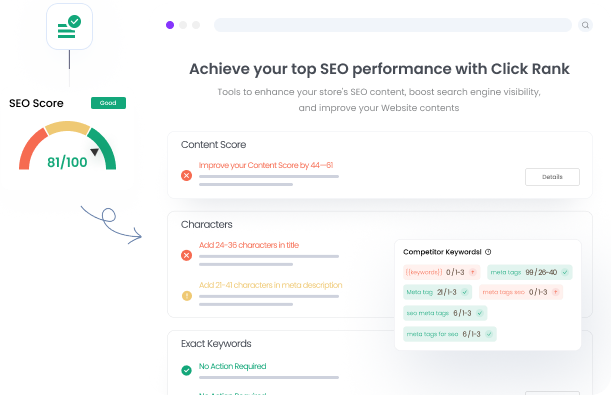 Achieve your top SEO performance with Click Rank
Tools to enhance your store's SEO content, boost search engine visibility,
and improve your Website contents
SEO Score
Good
81/100
Content Score
Improve your Content Score by 44—61
Details
Characters
Add 24-36 characters in title
Add 21-41 characters in meta description
Competitor Keywords!
{{keywords}} 0/1-3
meta tags 99/26-40
Meta tag 21/1-3
meta tags seo 0/1-3
seo meta tags 6/1-3
meta tags for seo 6/1-3
Exact Keywords
No Action Required
No Action Required